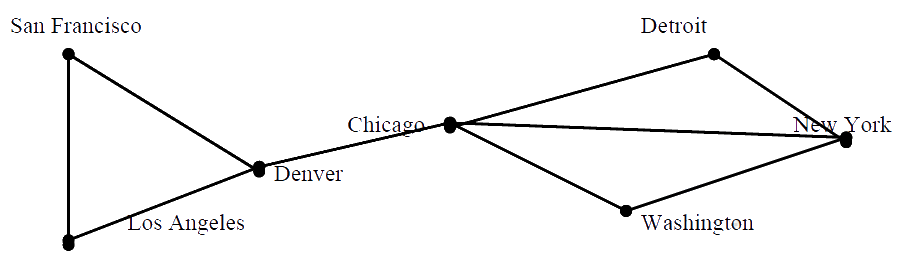 San Francisco
Detroit
Chicago
New York
Denver
Los Angeles
Washington